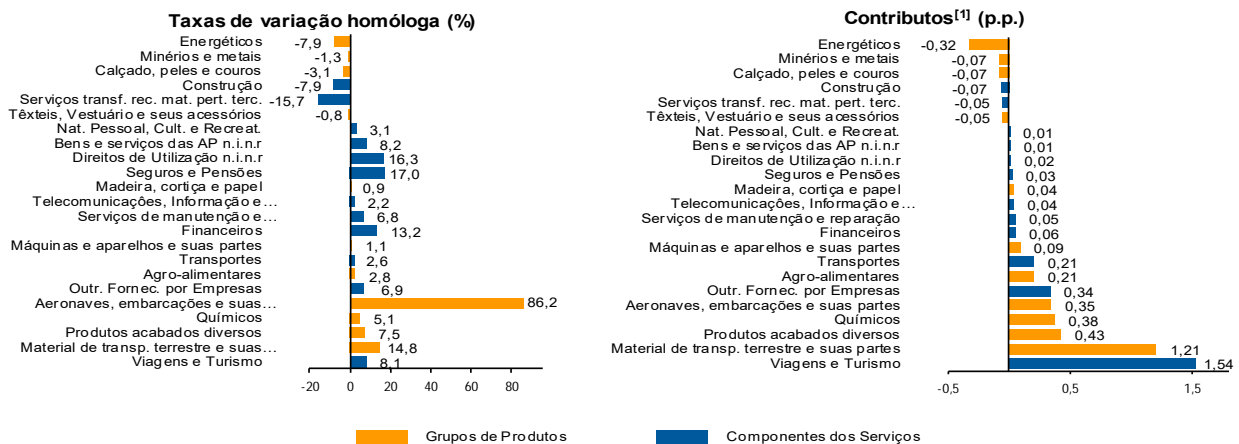 Taxas de variação homóloga (%)
Energéticos -7,9
Minérios e metais -1,3
Calçado, peles e couros -3,1
Construção -7,9
Serviços transf. rec. mat. pert. terc. -15,7
Têxteis, Vestuário e seus acessórios -0,8
Nat. Pessoal, Cult. e Recreat. 3,1
Bens e serviços das AP n.i.n.r 8,2
Direitos de Utilização n.i.n.r 16,3
Seguros e Pensões 17,0
Madeira, cortiça e papel 0,9
Telecomunicações, Informação e... 2,2
Serviços de manutenção e... 6,8
Financeiros 13,2
Máquinas e aparelhos e suas partes 1,1
Transportes 2,6
Agro-alimentares 2,8
Outr. Fornec. por Empresas 6,9
Aeronaves, embarcações e suas... 86,2
Químicos 5,1
Produtos acabados diversos 7,5
Material de transp. terrestre e suas... 14,8
Viagens e Turismo 8,1
-20 0 20 40 60 80
Contributos[1] (p.p.)
Energéticos -0,32
Minérios e metais -0,07
Calçado, peles e couros -0,07
Construção -0,07
Serviços transf. rec. mat. pert. terc. -0,05
Têxteis, Vestuário e seus acessórios -0,05
Nat. Pessoal, Cult. e Recreat. 0,01
Bens e serviços das AP n.i.n.r 0,01
Direitos de Utilização n.i.n.r 0,02
Seguros e Pensões 0,03
Madeira, cortiça e papel 0,04
Telecomunicações, Informação e... 0,04
Serviços de manutenção e reparação 0,05
Financeiros 0,06
Máquinas e aparelhos e suas partes 0,09
Transportes 0,21
Agro-alimentares 0,21
Outr. Fornec. por Empresas 0,34
Aeronaves, embarcações e suas partes 0,35
Químicos 0,38
Produtos acabados diversos 0,43
Material de transp. terrestre e suas partes 1,21
Viagens e Turismo 1,54
-0,5 0,5 1,5
Grupos de Produtos
Componentes dos Serviços